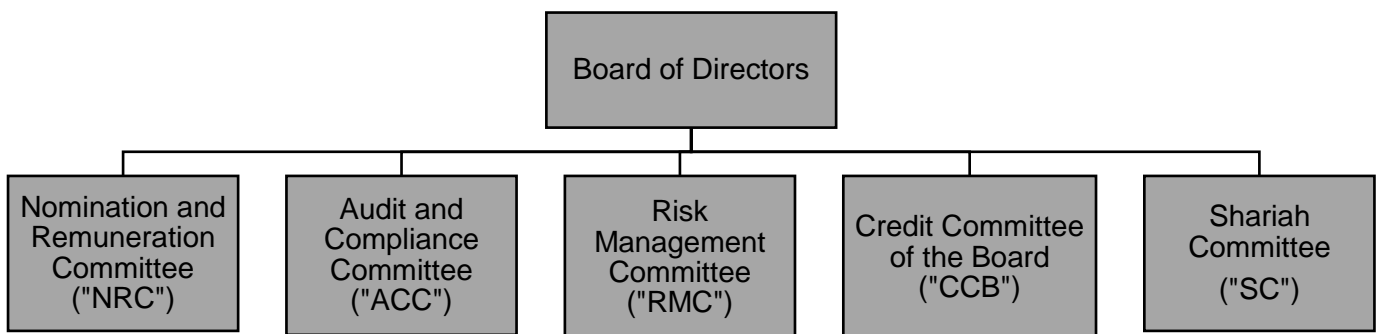 Board of Directors
Nomination and
Remuneration
Committee
("NRC")
Audit and
Compliance
Committee
("ACC")
Risk
Management
Committee
("RMC")
Credit Committee
of the Board
("CCB")
Shariah
Committee
("SC")